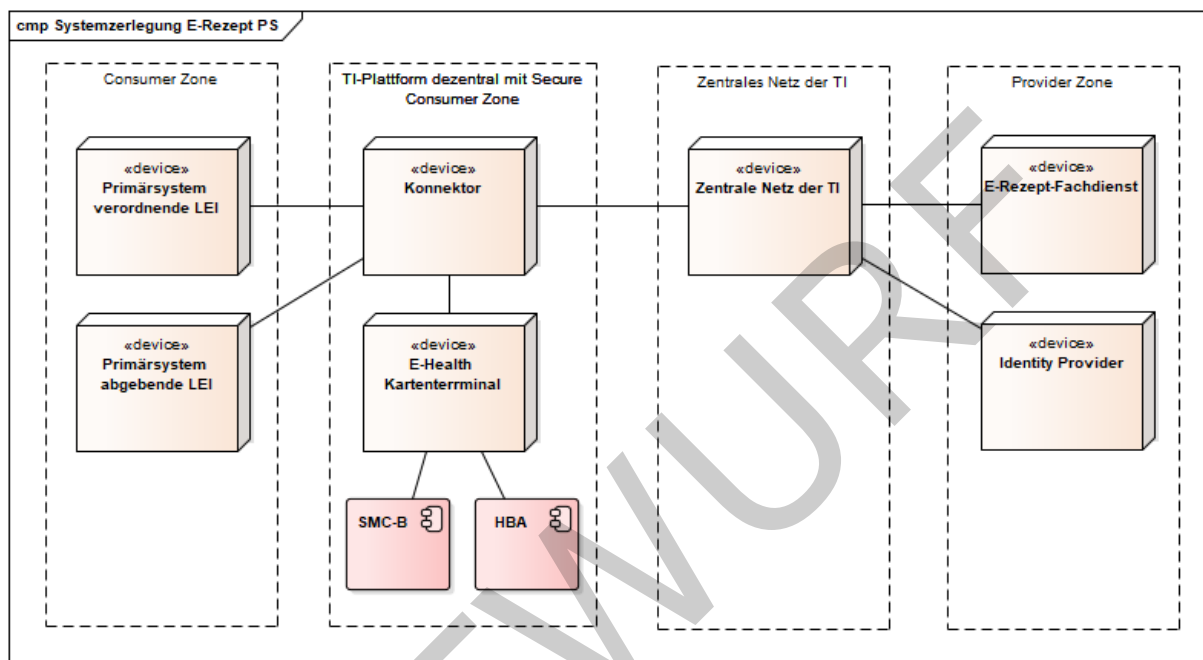 cmp Systemzerlegung E-Rezept PS
Consumer Zone
«device»
Primärsystem
verordnende LEI
«device»
Primärsystem
abgebende LEI
TI-Plattform dezentral mit Secure
Consumer Zone
«device»
Konnektor
«device»
E-Health
Kartenterrminal
SMC-B
HBA
Zentrales Netz der TI
«device»
Zentrale Netz der TI
Provider Zone
«device»
E-Rezept-Fachdienst
«device»
Identity Provider
TWURF